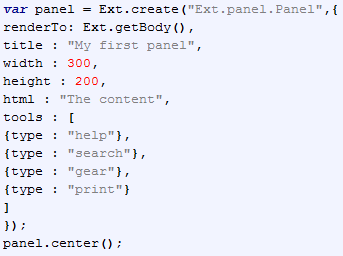 var panel = Ext.create("Ext.panel.Panel",{
renderTo: Ext.getBody(),
title : "My first panel",
width : 300,
height : 200,
html : "The content",
tools : [
{type : "help"},
{type : "search"},
{type : "gear"},
{type : "print"}
]
});
panel.center();